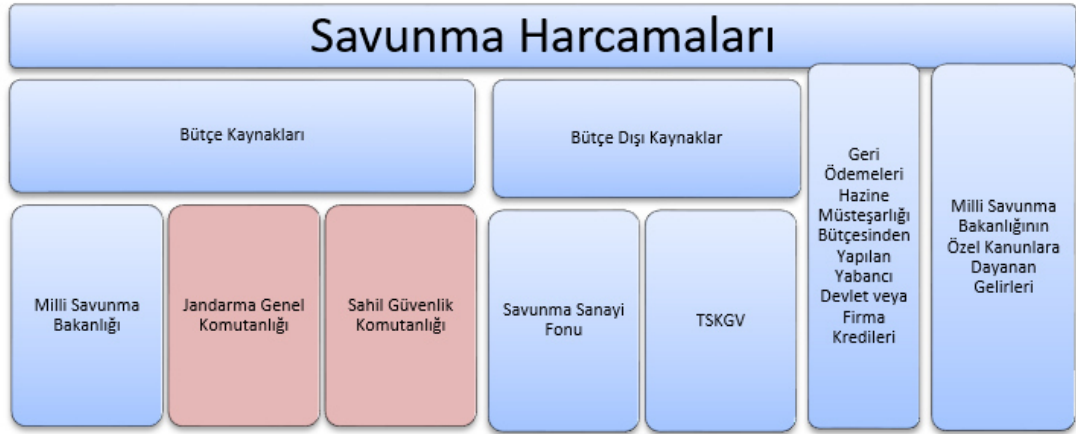 Savunma Harcamaları
Bütçe Kaynakları
Bütçe Dışı Kaynaklar
Milli Savunma
Bakanlığı
Jandarma Genel
Komutanlığı
Sahil Güvenlik
Komutanlığı
Savunma Sanayi
Fonu
TSKGV
Geri
Ödemeleri
Hazine
Müsteşarlığı
Bütçesinden
Yapılan
Yabancı
Devlet veya
Firma
Kredileri
Milli Savunma
Bakanlığının
Özel Kanunlara
Dayanan
Gelirleri